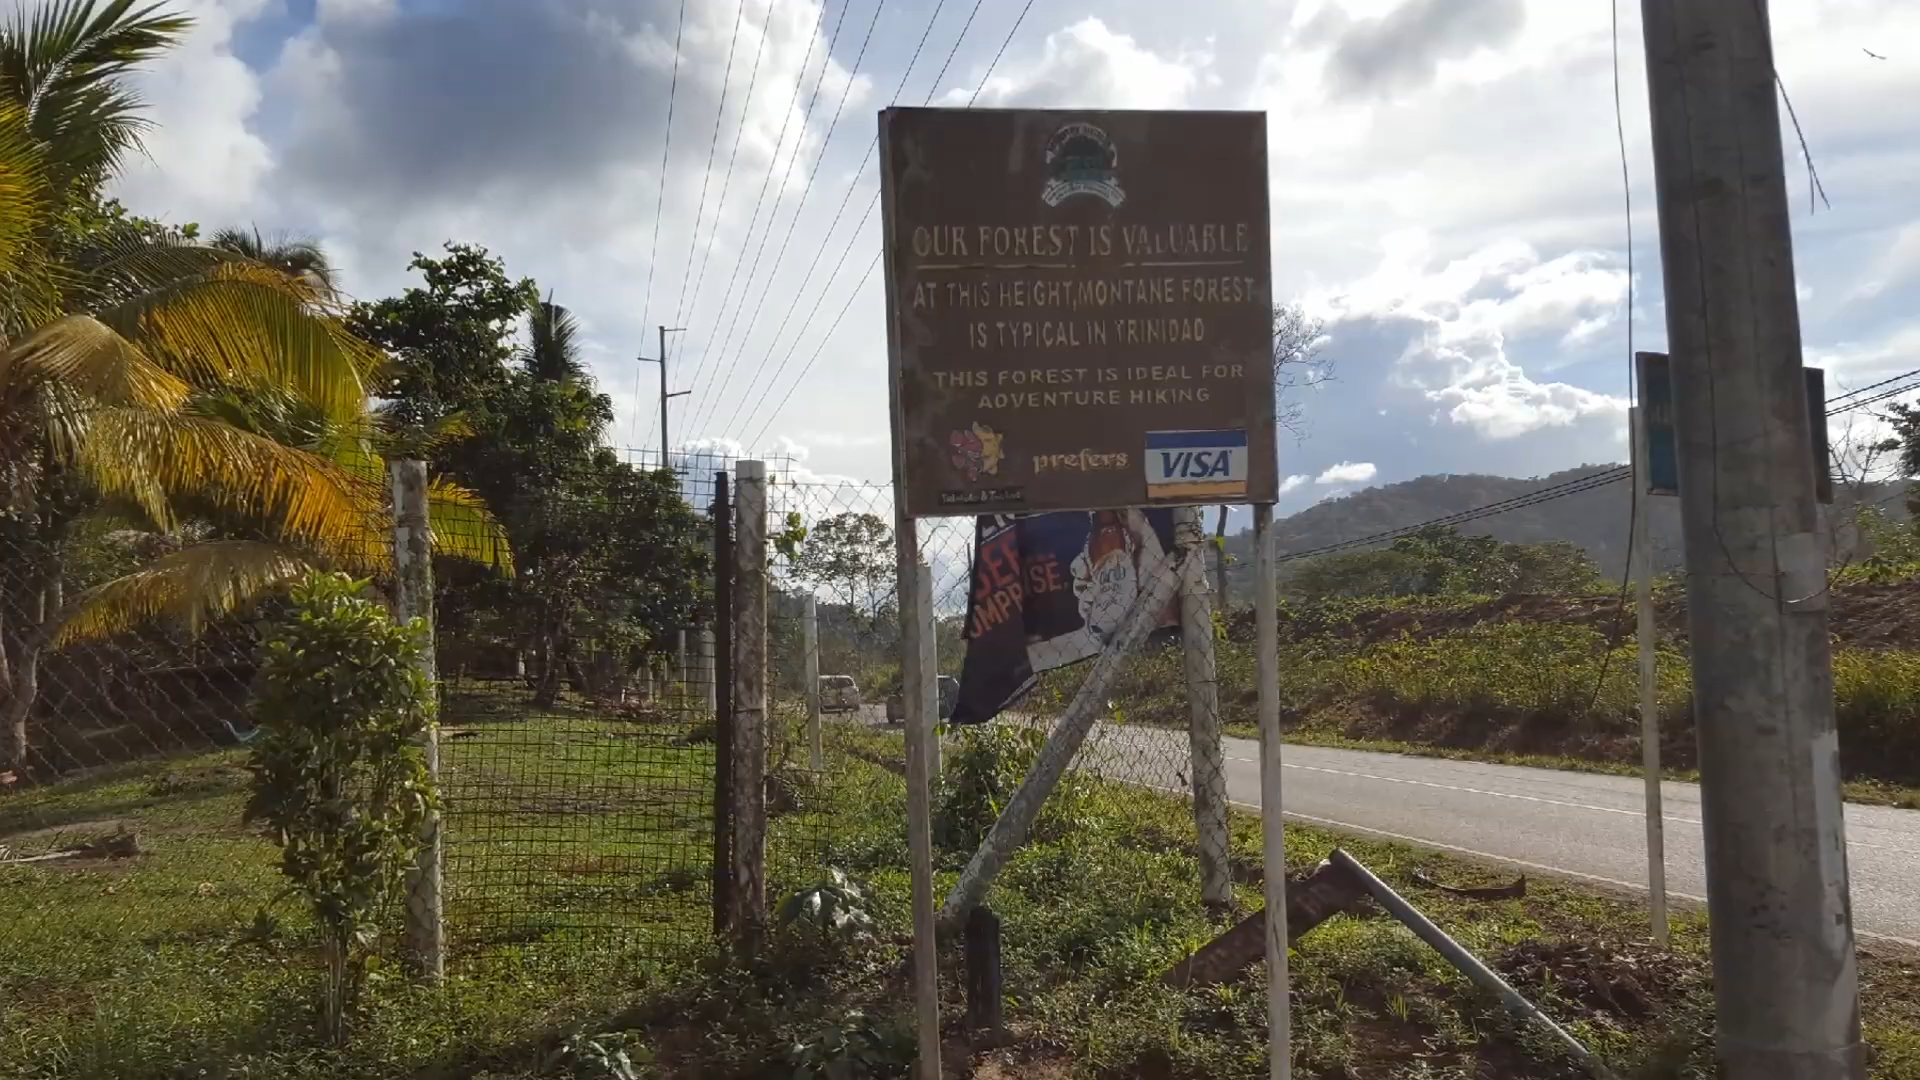 OUR FOREST IS VALUABLE
AT THIS HEIGHT, MONTANE FOREST
IS TYPICAL IN TRINIDAD
THIS FOREST IS IDEAL FOR
ADVENTURE HIKING
prefers
VISA